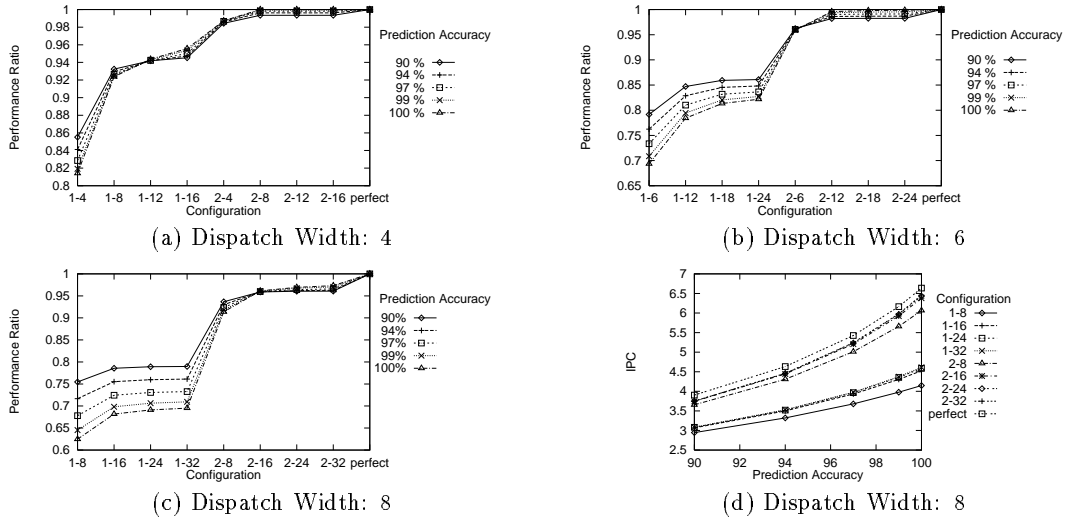 1
0.98
0.96
0.94
0.92
0.9
0.88
0.86
0.84
0.82
0.8
Performance Ratio
1-4 1-8 1-12 1-16 2-4 2-8 2-12 2-16 perfect
Configuration
Prediction Accuracy
90 %
94 %
97 %
99 %
100 %
(a) Dispatch Width: 4
1
0.95
0.9
0.85
0.8
0.75
0.7
0.65
Performance Ratio
1-6 1-12 1-18 1-24 2-6 2-12 2-18 2-24 perfect
Configuration
Prediction Accuracy
90 %
94 %
97 %
99 %
100 %
(b) Dispatch Width: 6
1
0.95
0.9
0.85
0.8
0.75
0.7
0.65
0.6
Performance Ratio
1-8 1-16 1-24 1-32 2-8 2-16 2-24 2-32 perfect
Configuration
Prediction Accuracy
90%
94%
97%
99%
100%
(c) Dispatch Width: 8
7
6.5
6
5.5
5
4.5
4
3.5
3
2.5
IPC
90 92 94 96 98 100
Prediction Accuracy
Configuration
1-8
1-16
1-24
1-32
2-8
2-16
2-24
2-32
perfect
(d) Dispatch Width: 8